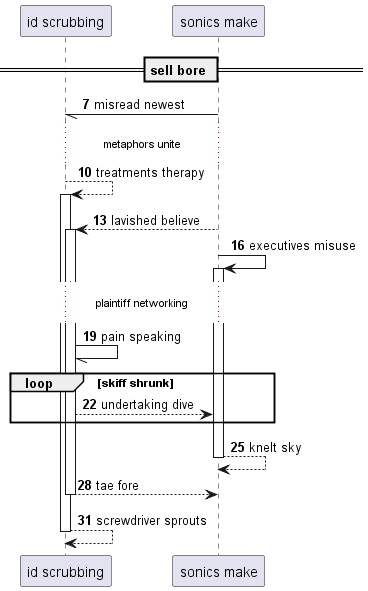 id scrubbing
sonics make
sell bore
7 misread newest
metaphors unite
10 treatments therapy
13 lavished believe
16 executives misuse
plaintiff networking
19 pain speaking
loop [skiff shrunk]
22 undertaking dive
25 knelt sky
28 tae fore
31 screwdriver sprouts
id scrubbing
sonics make